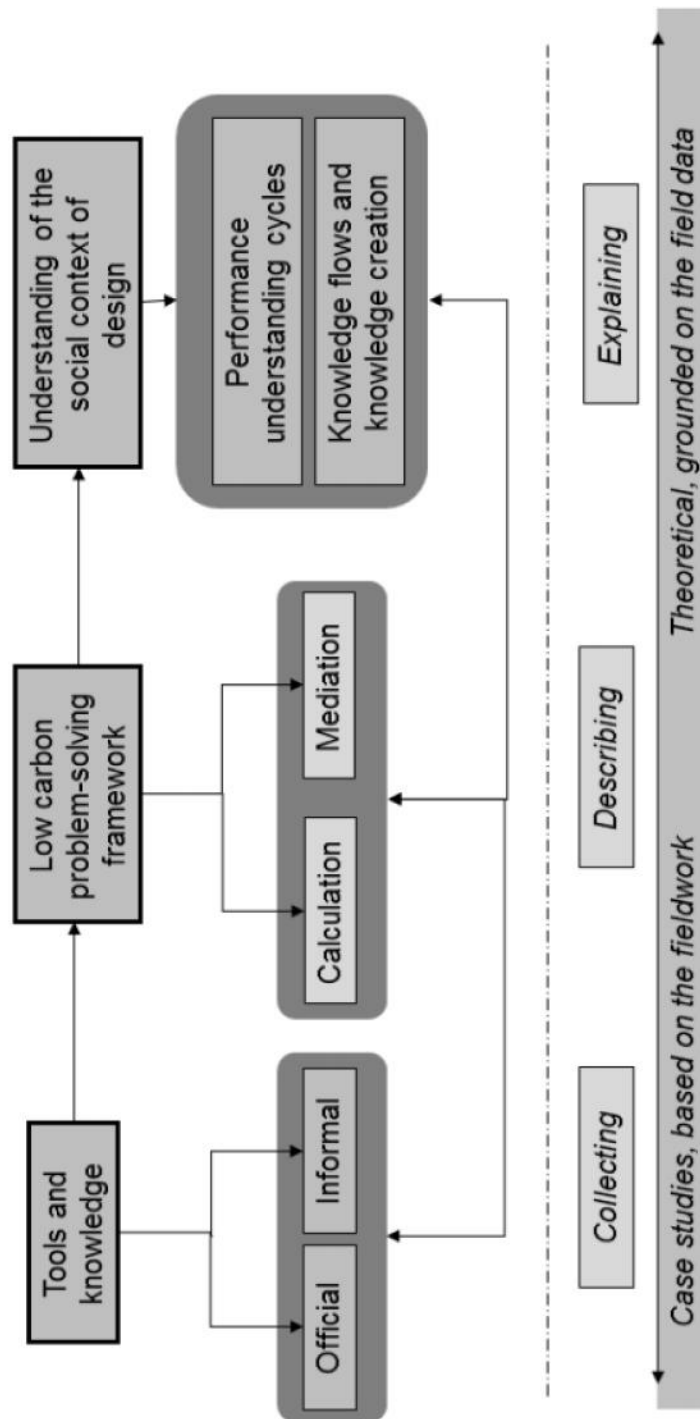 Tools and
knowledge
Low carbon
problem-solving
framework
Understanding of the
social context of
design
Official
Informal
Calculation
Mediation
Performance
understanding cycles
Knowledge flows and
knowledge creation
Collecting
Describing
Explaining
Case studies, based on the fieldwork
Theoretical, grounded on the field data